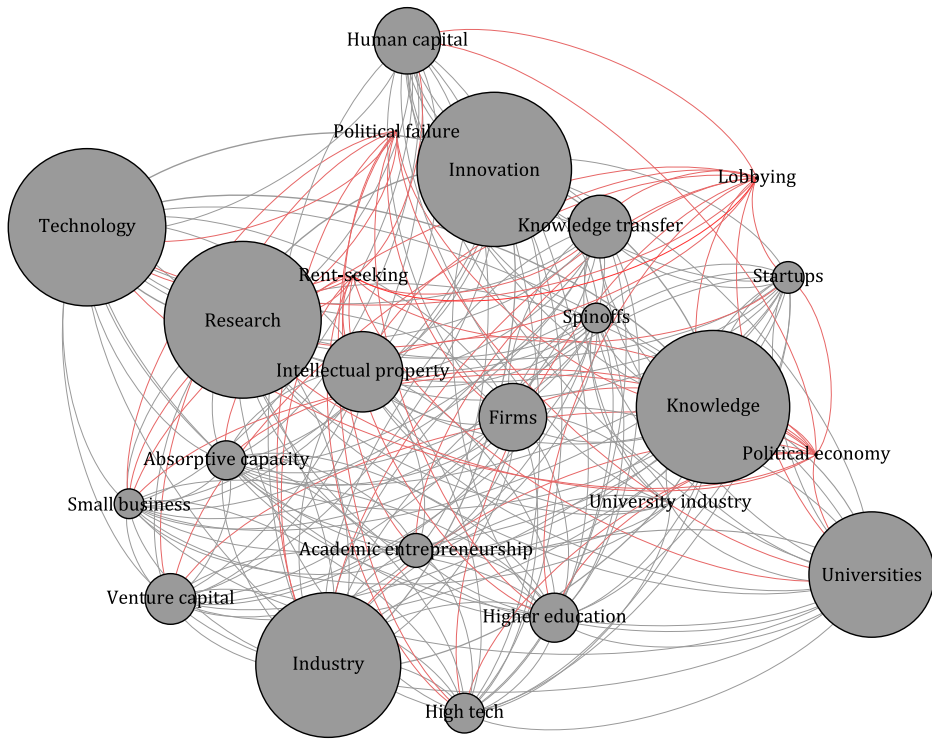 Human capital
Political failure
Innovation
Lobbying
Technology
Knowledge transfer
Rent-seeking
Startups
Research
Spinoffs
Intellectual property
Knowledge
Firms
Political economy
Absorptive capacity
University industry
Small business
Academic entrepreneurship
Universities
Venture capital
Higher education
Industry
High tech